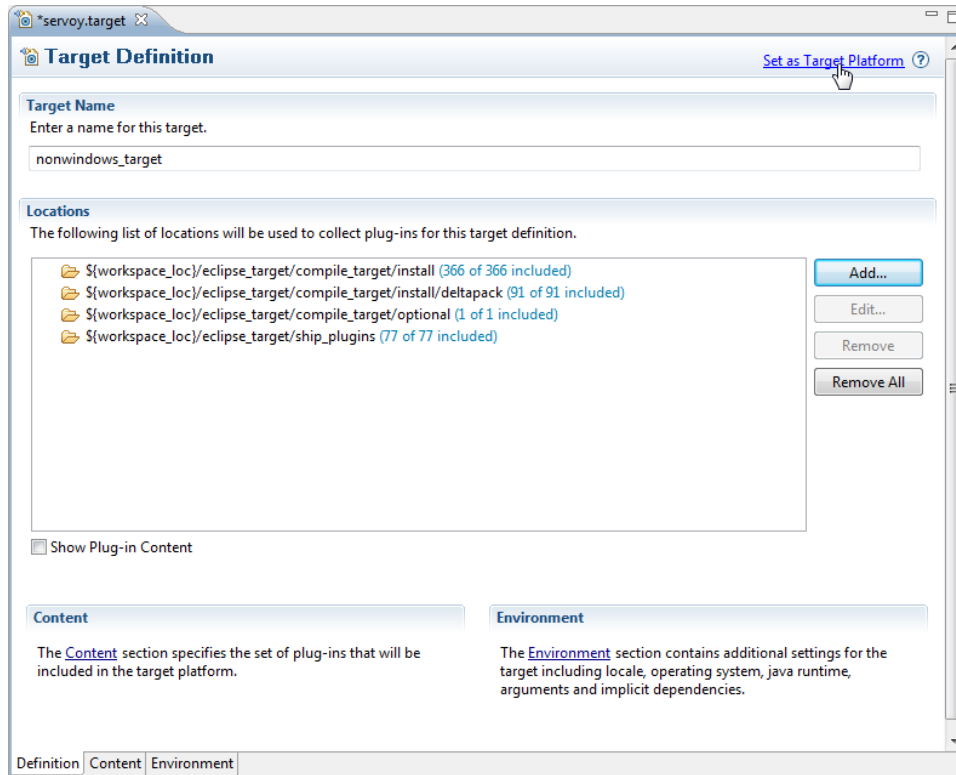 *servoy.target
Target Definition
Set as Target Platform
Target Name
Enter a name for this target.
nonwindows_target
Locations
The following list of locations will be used to collect plug-ins for this target definition.
${workspace_loc}/eclipse_target/compile_target/install (366 of 366 included)
${workspace_loc}/eclipse_target/compile_target/install/deltapack (91 of 91 included)
${workspace_loc}/eclipse_target/compile_target/optional (1 of 1 included)
${workspace_loc}/eclipse_target/ship_plugins (77 of 77 included)
Add...
Edit...
Remove
Remove All
Show Plug-in Content
Content
The Content section specifies the set of plug-ins that will be
included in the target platform.
Environment
The Environment section contains additional settings for the
target including locale, operating system, java runtime,
arguments and implicit dependencies.
Definition Content Environment